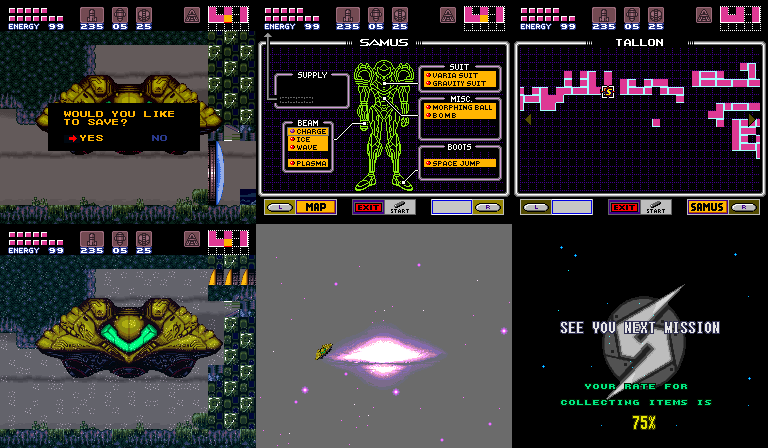 ENERGY 99 235 05 25
WOULD YOU LIKE
TO SAVE?
YES NO
ENERGY 99 235 05 25
SAMUS
SUPPLY
SUIT
VARIA SUIT
GRAVITY SUIT
MISC.
MORPHING BALL
BOMB
BEAM
CHARGE
ICE
WAVE
PLASMA
BOOTS
SPACE JUMP
L MAP EXIT START R
ENERGY 99 235 05 25
TALLON
S
L EXIT START SAMUS R
ENERGY 99 235 05 25
SEE YOU NEXT MISSION
YOUR RATE FOR
COLLECTING ITEMS IS
75%